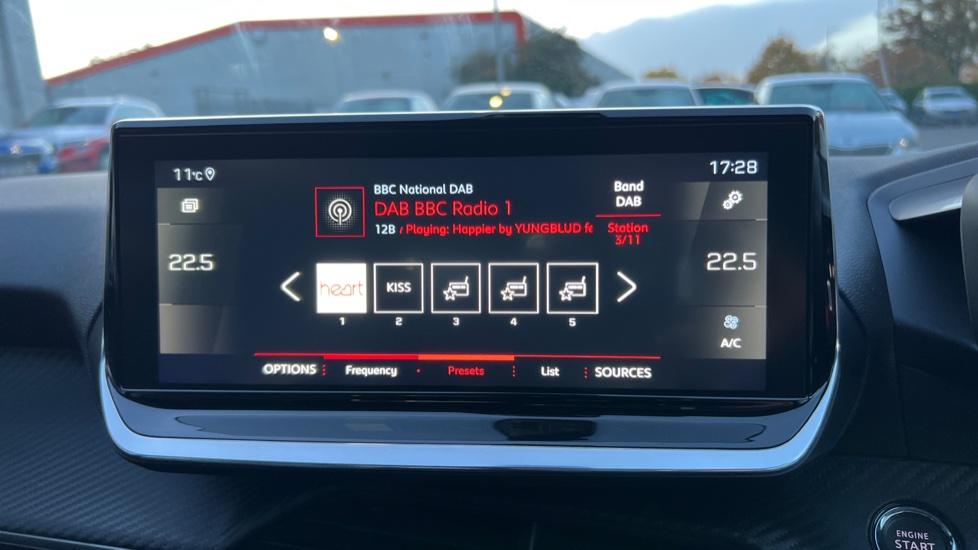 11°C
17:28
BBC National DAB
DAB BBC Radio 1
12B / Playing: Happier by YUNGBLUD fe
Band
DAB
Station
3/11
22.5
22.5
heart
KISS
1
2
3
4
5
A/C
OPTIONS
Frequency
Presets
List
SOURCES
ENGINE
START